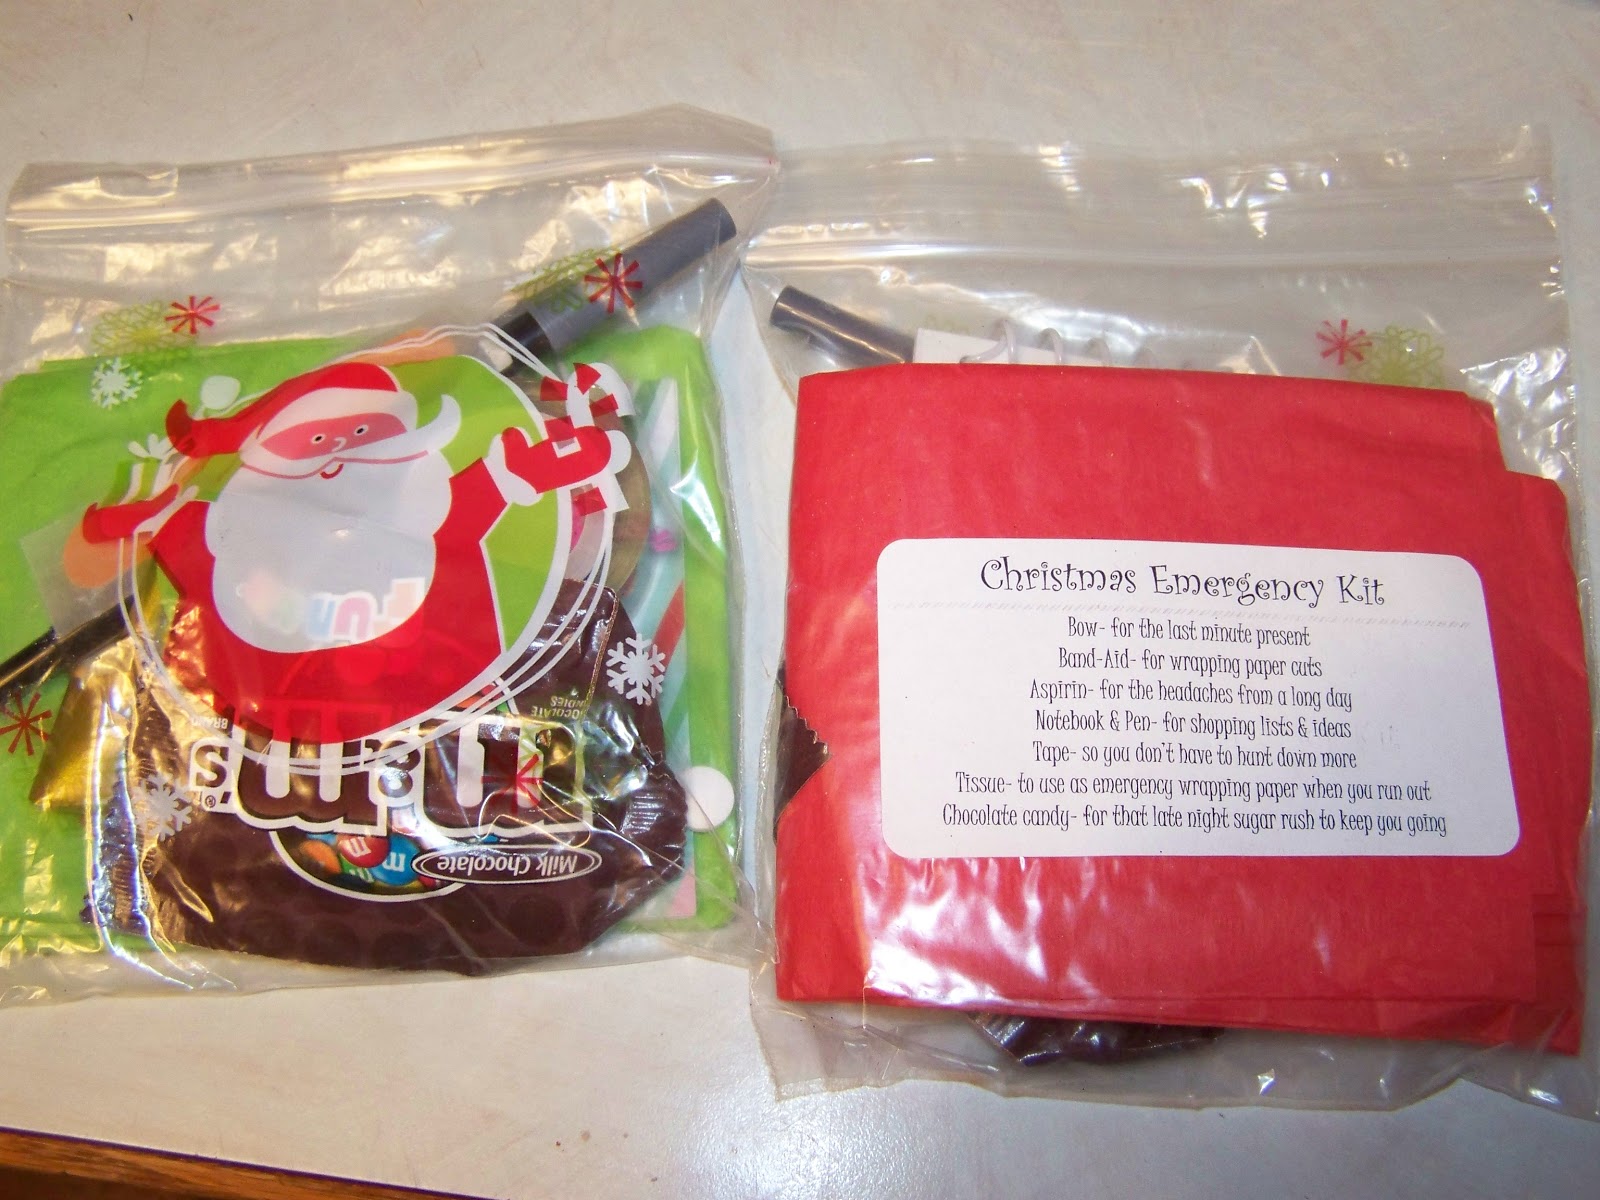 Christmas Emergency Kit
Bow- for the last minute present
Band-Aid- for wrapping paper cuts
Aspirin- for the headaches from a long day
Notebook & Pen- for shopping lists & ideas
Tape- so you don't have to hunt down more
Tissue- to use as emergency wrapping paper when you run out
Chocolate candy- for that late night sugar rush to keep you going
Milk Chocolate
m
m
m&m's®
BRAND
CHOCOLATE